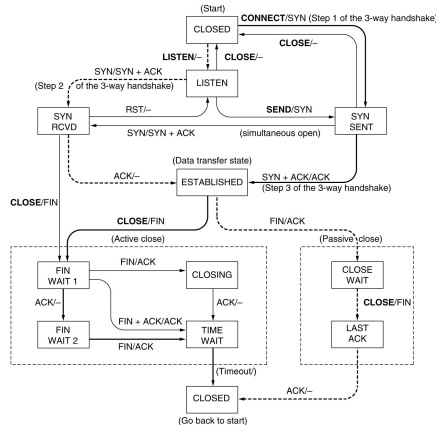 (Start)
CLOSED
CONNECT/SYN (Step 1 of the 3-way handshake)
CLOSE/–
LISTEN/–
CLOSE/–
SYN/SYN + ACK
(Step 2 of the 3-way handshake)
LISTEN
SYN
RCVD
RST/–
SEND/SYN
SYN
SENT
SYN/SYN + ACK
(simultaneous open)
(Data transfer state)
ACK/–
ESTABLISHED
SYN + ACK/ACK
(Step 3 of the 3-way handshake)
CLOSE/FIN
CLOSE/FIN
FIN/ACK
(Active close)
(Passive close)
FIN
WAIT 1
FIN/ACK
CLOSING
CLOSE
WAIT
ACK/–
ACK/–
CLOSE/FIN
FIN + ACK/ACK
FIN
WAIT 2
FIN/ACK
TIME
WAIT
LAST
ACK
(Timeout/)
CLOSED
ACK/–
(Go back to start)